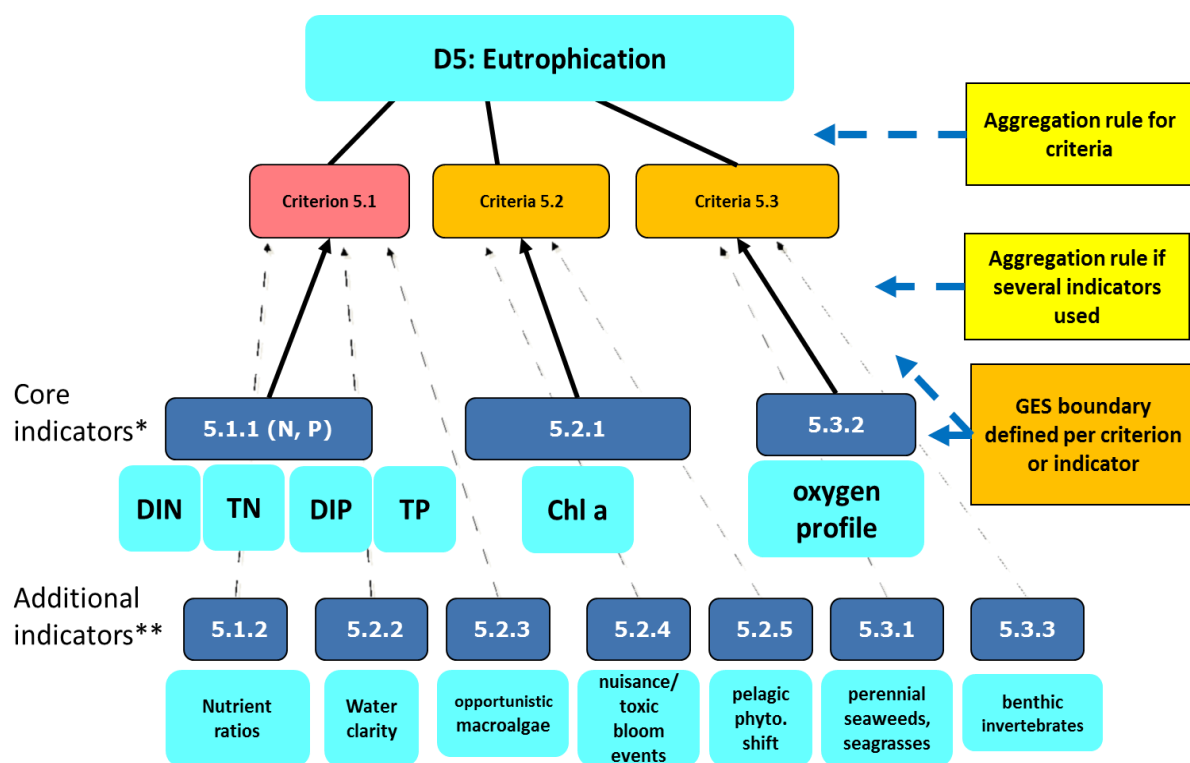 D5: Eutrophication
Aggregation rule for
criteria
Criterion 5.1
Criteria 5.2
Criteria 5.3
Aggregation rule if
several indicators
used
Core
indicators*
5.1.1 (N, P)
5.2.1
5.3.2
GES boundary
defined per criterion
or indicator
DIN
TN
DIP
TP
Chl a
oxygen
profile
Additional
indicators**
5.1.2
5.2.2
5.2.3
5.2.4
5.2.5
5.3.1
5.3.3
Nutrient
ratios
Water
clarity
opportunistic
macroalgae
nuisance/
toxic
bloom
events
pelagic
phyto.
shift
perennial
seaweeds,
seagrasses
benthic
invertebrates